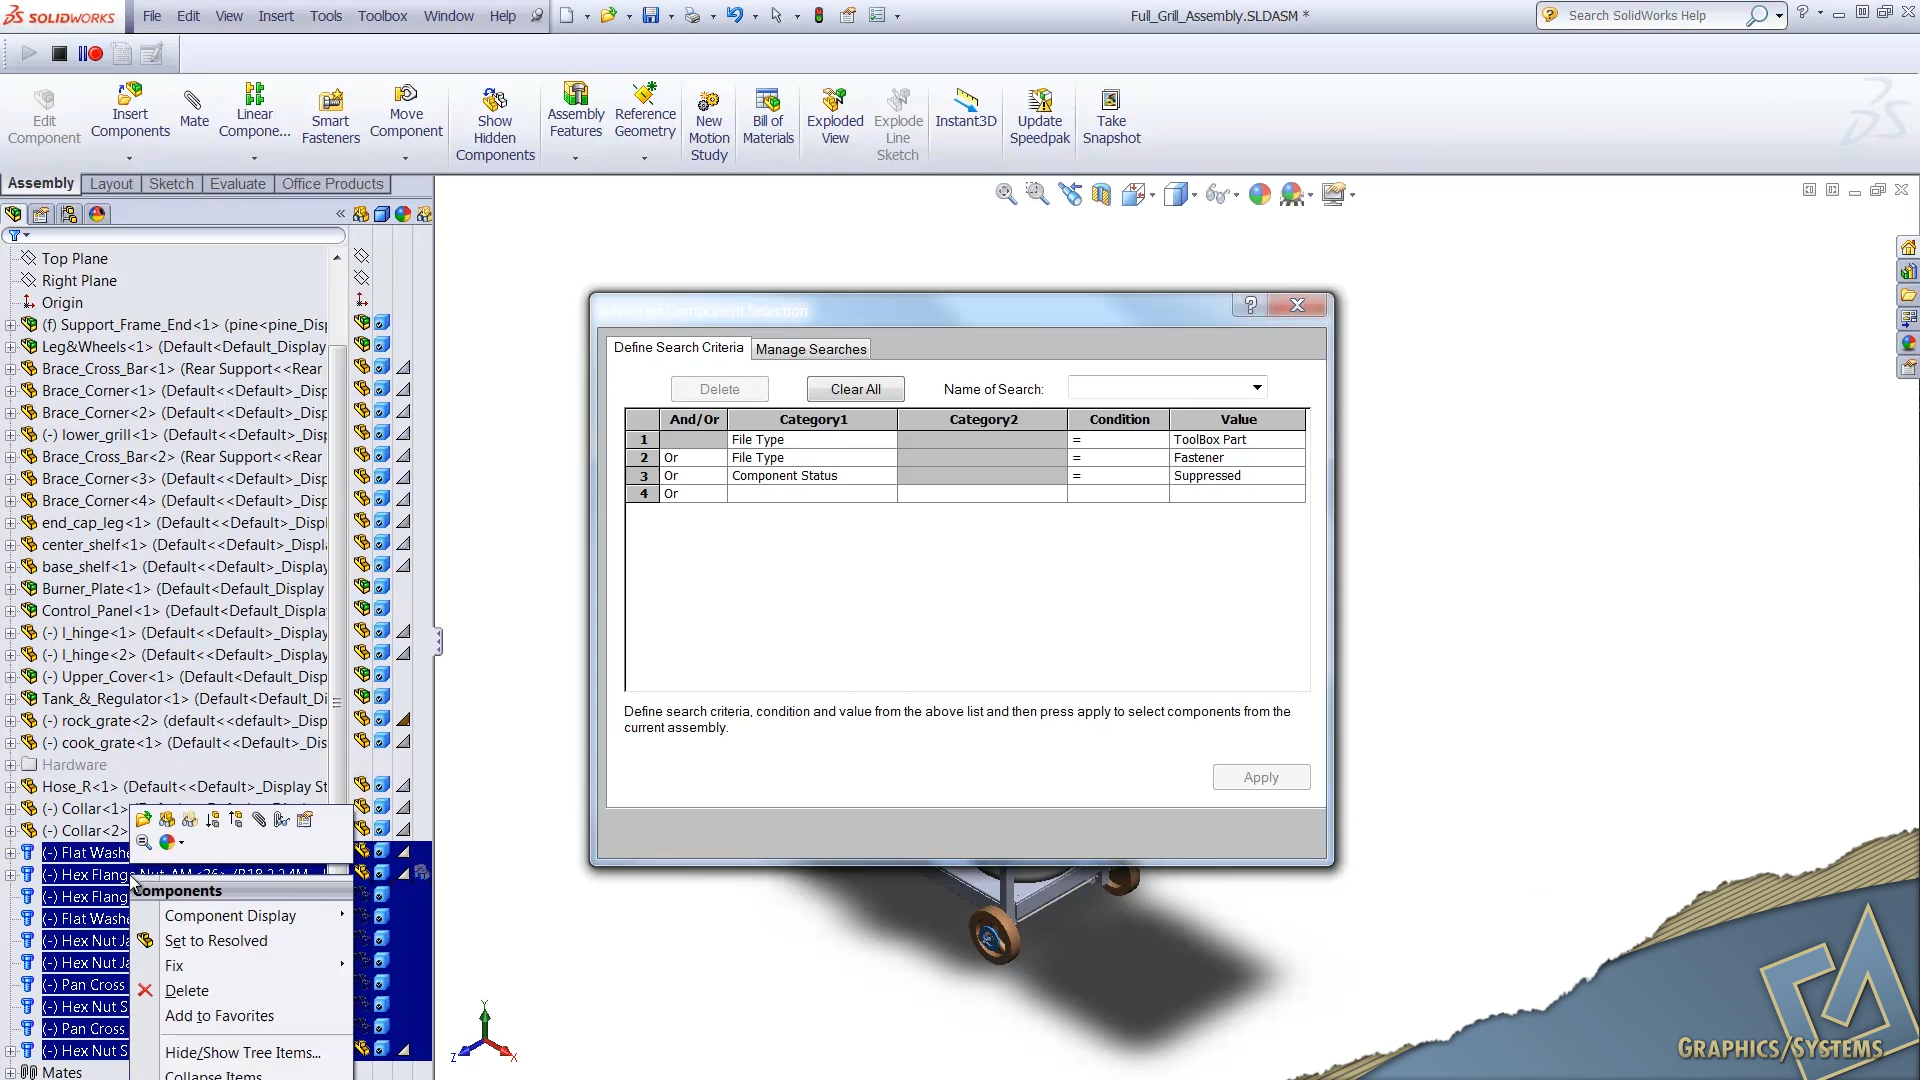 SOLIDWORKS File Edit View Insert Tools Toolbox Window Help Full_Grill_Assembly.SLDASM * Search SolidWorks Help
Edit Component
Insert Components
Mate
Linear Compone...
Smart Fasteners
Move Component
Show Hidden Components
Assembly Features
Reference Geometry
New Motion Study
Bill of Materials
Exploded View
Explode Line Sketch
Instant3D
Update Speedpak
Take Snapshot
Assembly Layout Sketch Evaluate Office Products
Top Plane
Right Plane
Origin
(f) Support_Frame_End<1> (pine<pine_Disp
Leg&Wheels<1> (Default<Default_Display
Brace_Cross_Bar<1> (Rear Support<<Rear
Brace_Corner<1> (Default<<Default>_Displ
Brace_Corner<2> (Default<<Default>_Displ
(-) lower_grill<1> (Default<<Default>_Displ
Brace_Cross_Bar<2> (Rear Support<<Rear
Brace_Corner<3> (Default<<Default>_Displ
Brace_Corner<4> (Default<<Default>_Displ
end_cap_leg<1> (Default<<Default>_Displ
center_shelf<1> (Default<<Default>_Displ
base_shelf<1> (Default<<Default>_Display
Burner_Plate<1> (Default<Default_Display
Control_Panel<1> (Default<Default_Display
(-) l_hinge<1> (Default<<Default>_Display
(-) l_hinge<2> (Default<<Default>_Display
(-) Upper_Cover<1> (Default<Default_Displ
Tank_&_Regulator<1> (Default<Default_Di
(-) rock_grate<2> (default<<default>_Disp
(-) cook_grate<1> (Default<<Default>_Dis
Hardware
Hose_R<1> (Default<<Default>_Display St
(-) Collar<1>
(-) Collar<2>
(-) Flat Washe
(-) Hex Flange Nut_AM
(-) Hex Flang
(-) Flat Washe
(-) Hex Nut Ja
(-) Hex Nut Ja
(-) Pan Cross
(-) Hex Nut S
(-) Pan Cross
(-) Hex Nut S
Mates
Components
Component Display
Set to Resolved
Fix
Delete
Add to Favorites
Hide/Show Tree Items...
Collapse Items
Advanced Component Selection
Define Search Criteria Manage Searches
Delete Clear All Name of Search:
And/Or Category1 Category2 Condition Value
1 File Type = ToolBox Part
2 Or File Type = Fastener
3 Or Component Status = Suppressed
4 Or
Define search criteria, condition and value from the above list and then press apply to select components from the
current assembly.
Apply
Y
Z X
GRAPHICS/SYSTEMS